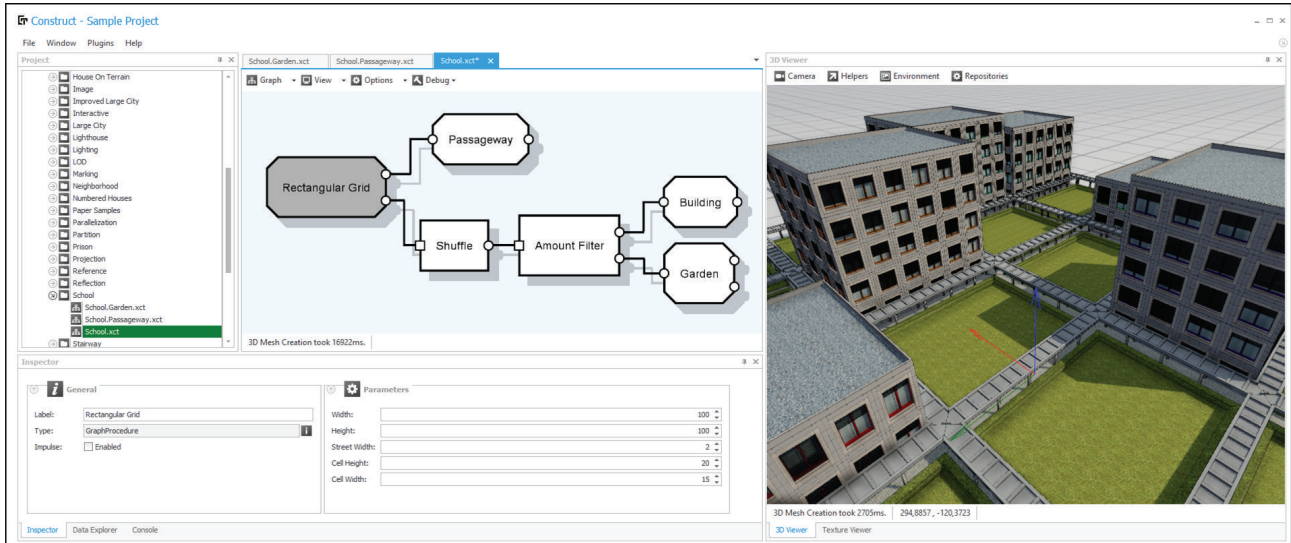 Construct - Sample Project
File Window Plugins Help
Project
House On Terrain
Image
Improved Large City
Interactive
Large City
Lighthouse
Lighting
LOD
Marking
Neighborhood
Numbered Houses
Paper Samples
Parallelization
Partition
Prison
Projection
Reference
Reflection
School
School.Garden.xct
School.Passageway.xct
School.xct
Stairway
School.Garden.xct School.Passageway.xct School.xct*
Graph View Options Debug
Passageway
Rectangular Grid
Building
Shuffle Amount Filter
Garden
3D Mesh Creation took 16922ms.
3D Viewer
Camera Helpers Environment Repositories
3D Mesh Creation took 2705ms. 294,8857 , -120,3723
3D Viewer Texture Viewer
Inspector
General
Label: Rectangular Grid
Type: GraphProcedure
Impulse: Enabled
Parameters
Width: 100
Height: 100
Street Width: 2
Cell Height: 20
Cell Width: 15
Inspector Data Explorer Console